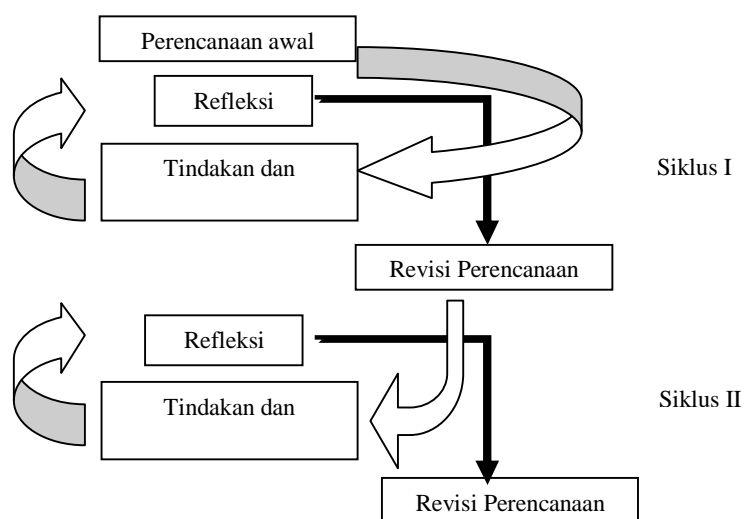 Perencanaan awal
Refleksi
Tindakan dan
Siklus I
Revisi Perencanaan
Refleksi
Tindakan dan
Siklus II
Revisi Perencanaan